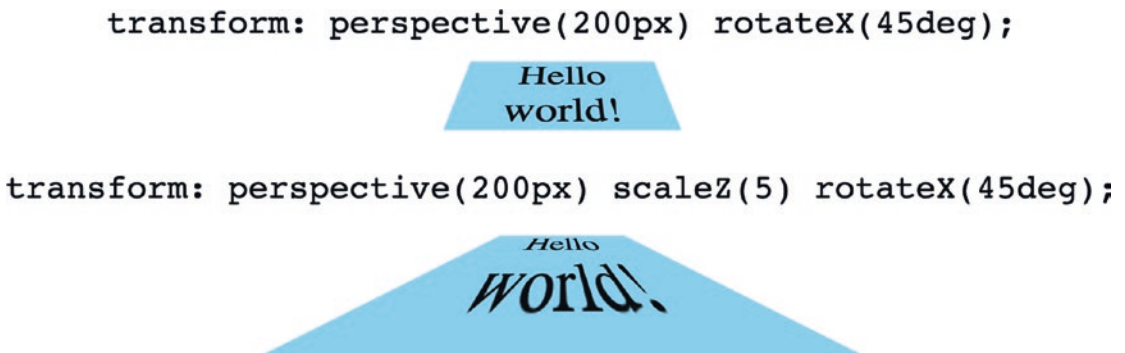 transform: perspective(200px) rotateX(45deg);
Hello
world!
transform: perspective(200px) scaleZ(5) rotateX(45deg);
Hello
world!